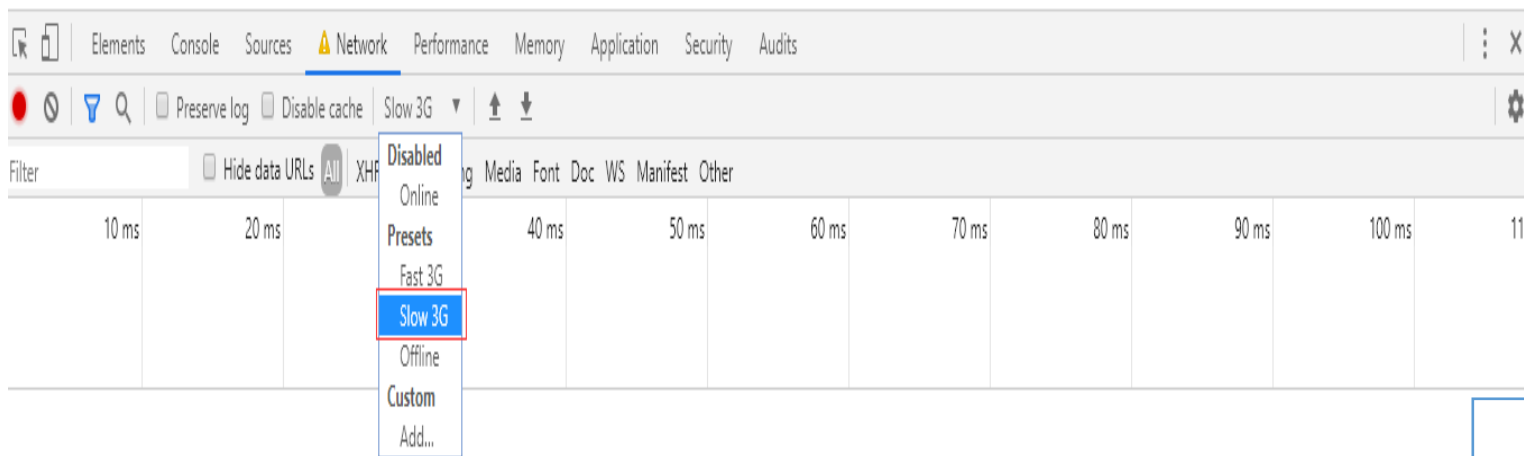 Elements Console Sources Network Performance Memory Application Security Audits
Preserve log Disable cache Slow 3G
Filter Hide data URLs All Media Font Doc WS Manifest Other
10 ms 20 ms 40 ms 50 ms 60 ms 70 ms 80 ms 90 ms 100 ms
Disabled
Online
Presets
Fast 3G
Slow 3G
Offline
Custom
Add...